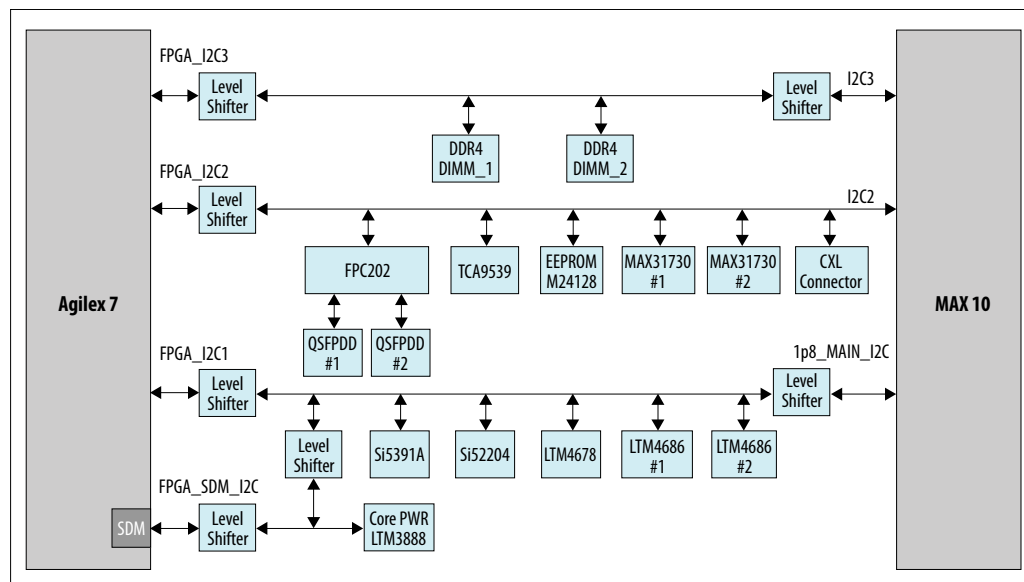 FPGA_I2C3
Level
Shifter
Level
Shifter
I2C3
DDR4
DIMM_1
DDR4
DIMM_2
FPGA_I2C2
Level
Shifter
I2C2
FPC202
TCA9539
EEPROM
M24128
MAX31730
#1
MAX31730
#2
CXL
Connector
Agilex 7
MAX 10
QSFPDD
#1
QSFPDD
#2
FPGA_I2C1
Level
Shifter
1p8_MAIN_I2C
Level
Shifter
Level
Shifter
Si5391A
Si52204
LTM4678
LTM4686
#1
LTM4686
#2
FPGA_SDM_I2C
SDM
Level
Shifter
Core PWR
LTM3888